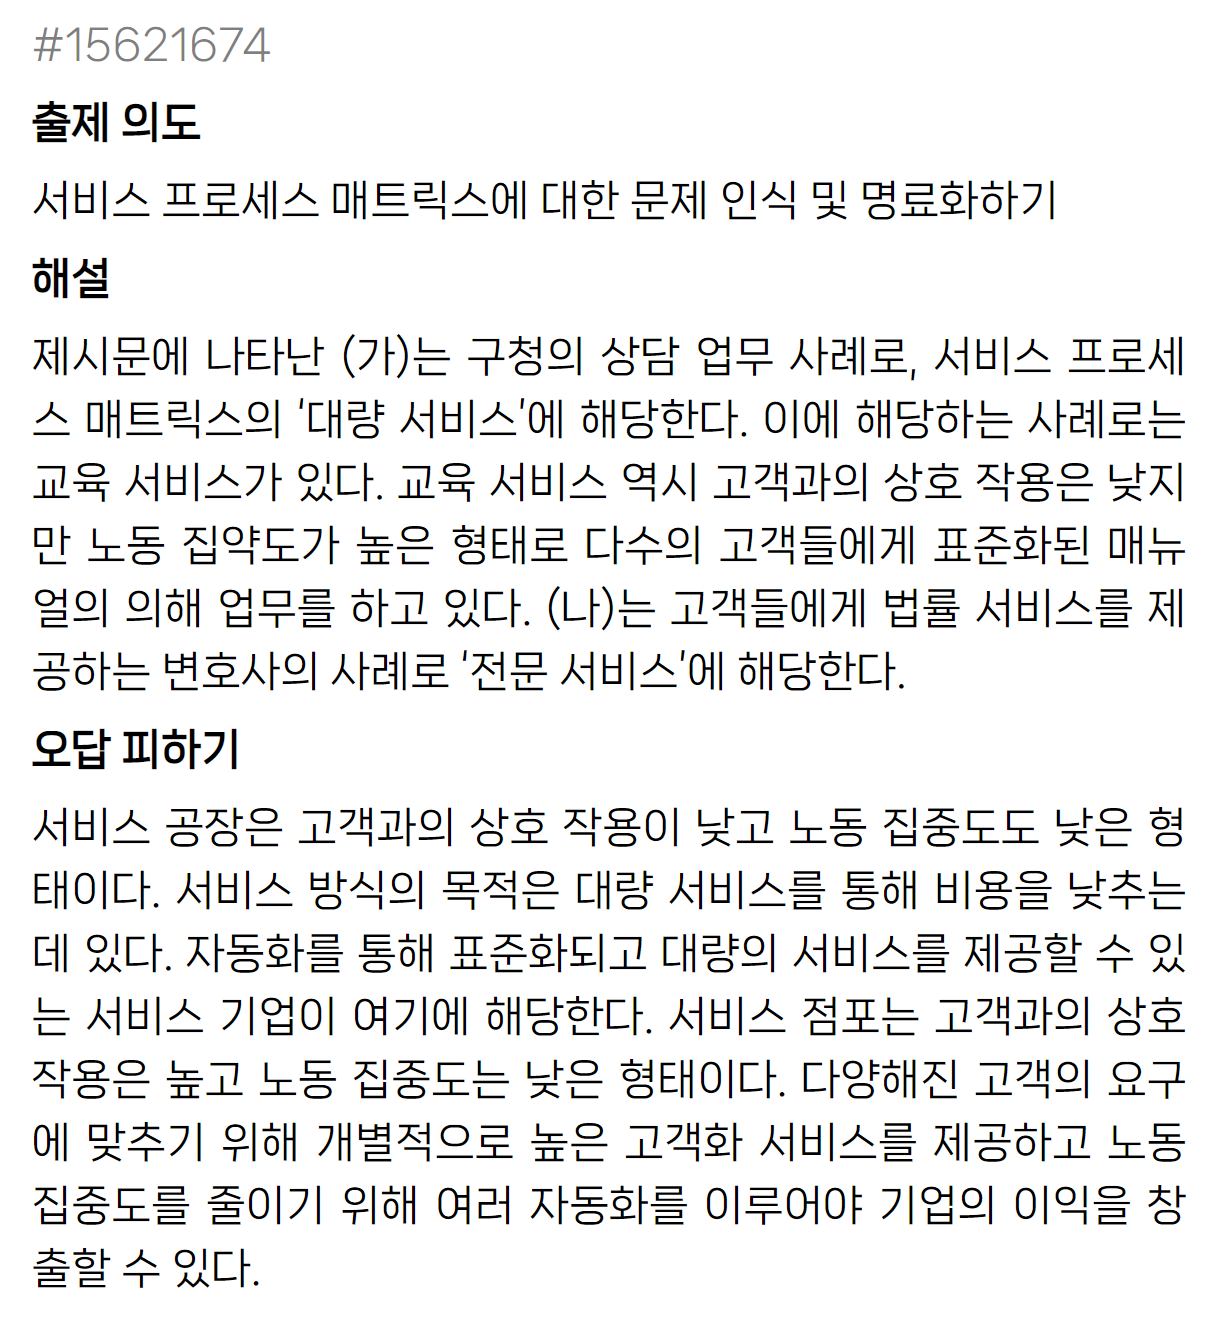 #15621674
출제 의도
서비스 프로세스 매트릭스에 대한 문제 인식 및 명료화하기
해설
제시문에 나타난 (가)는 구청의 상담 업무 사례로, 서비스 프로세
스 매트릭스의 '대량 서비스'에 해당한다. 이에 해당하는 사례로는
교육 서비스가 있다. 교육 서비스 역시 고객과의 상호 작용은 낮지
만 노동 집약도가 높은 형태로 다수의 고객들에게 표준화된 매뉴
얼의 의해 업무를 하고 있다. (나)는 고객들에게 법률 서비스를 제
공하는 변호사의 사례로 '전문 서비스'에 해당한다.
오답 피하기
서비스 공장은 고객과의 상호 작용이 낮고 노동 집중도도 낮은 형
태이다. 서비스 방식의 목적은 대량 서비스를 통해 비용을 낮추는
데 있다. 자동화를 통해 표준화되고 대량의 서비스를 제공할 수 있
는 서비스 기업이 여기에 해당한다. 서비스 점포는 고객과의 상호
작용은 높고 노동 집중도는 낮은 형태이다. 다양해진 고객의 요구
에 맞추기 위해 개별적으로 높은 고객화 서비스를 제공하고 노동
집중도를 줄이기 위해 여러 자동화를 이루어야 기업의 이익을 창
출할 수 있다.